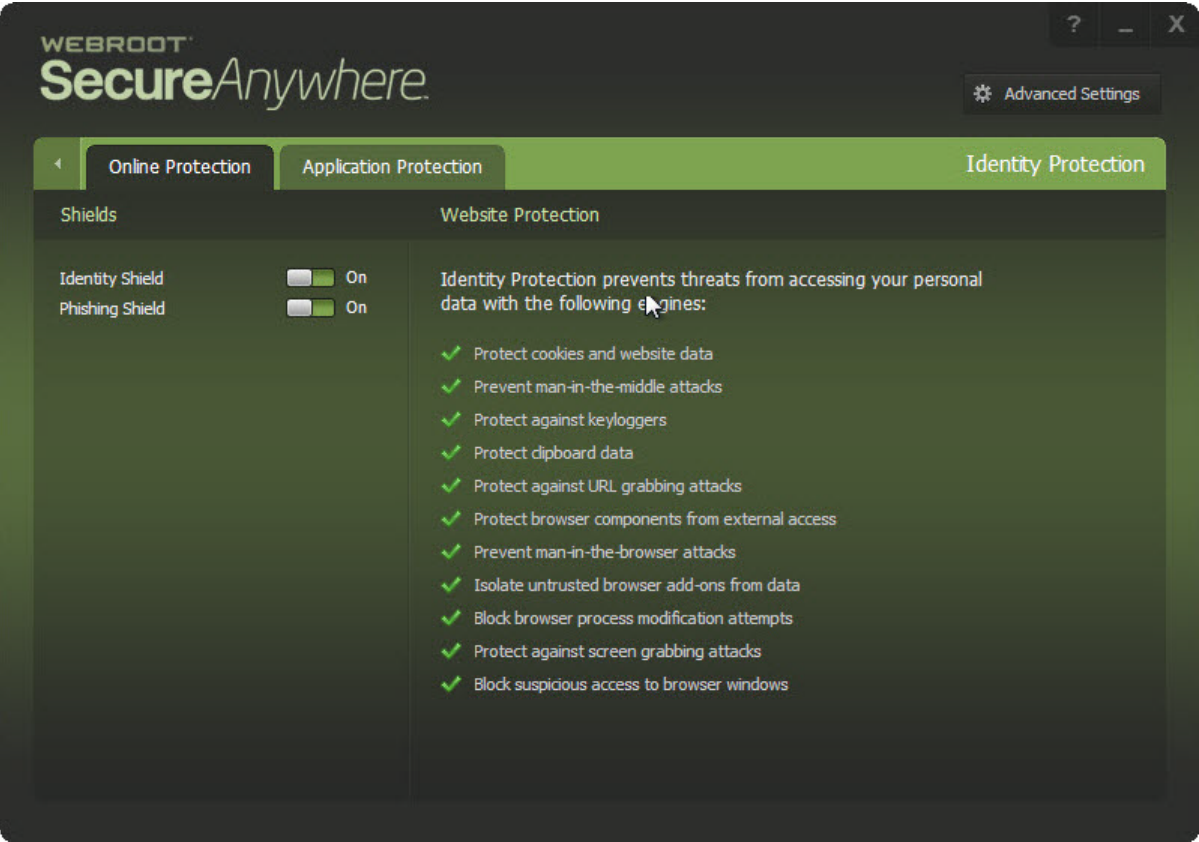 ?
_
X
WEBROOT
SecureAnywhere
Advanced Settings
Online Protection
Application Protection
Identity Protection
Shields
Website Protection
Identity Shield
On
Phishing Shield
On
Identity Protection prevents threats from accessing your personal
data with the following engines:
Protect cookies and website data
Prevent man-in-the-middle attacks
Protect against keyloggers
Protect clipboard data
Protect against URL grabbing attacks
Protect browser components from external access
Prevent man-in-the-browser attacks
Isolate untrusted browser add-ons from data
Block browser process modification attempts
Protect against screen grabbing attacks
Block suspicious access to browser windows